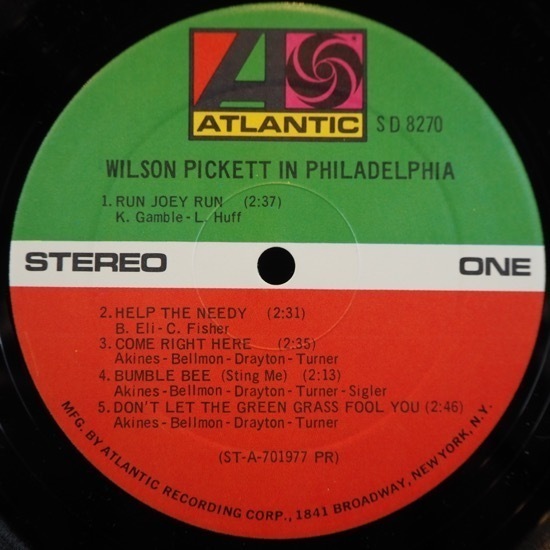 ATLANTIC
SD 8270
WILSON PICKETT IN PHILADELPHIA
1. RUN JOEY RUN (2:37)
K. Gamble - L. Huff
STEREO
ONE
2. HELP THE NEEDY (2:31)
B. Eli - C. Fisher
3. COME RIGHT HERE (2:35)
Akines - Bellmon - Drayton - Turner
4. BUMBLE BEE (Sting Me) (2:13)
Akines - Bellmon - Drayton - Turner - Sigler
5. DON'T LET THE GREEN GRASS FOOL YOU (2:46)
Akines - Bellmon - Drayton - Turner
(ST-A-701977 PR)
MFG. BY ATLANTIC RECORDING CORP., 1841 BROADWAY, NEW YORK, N.Y.